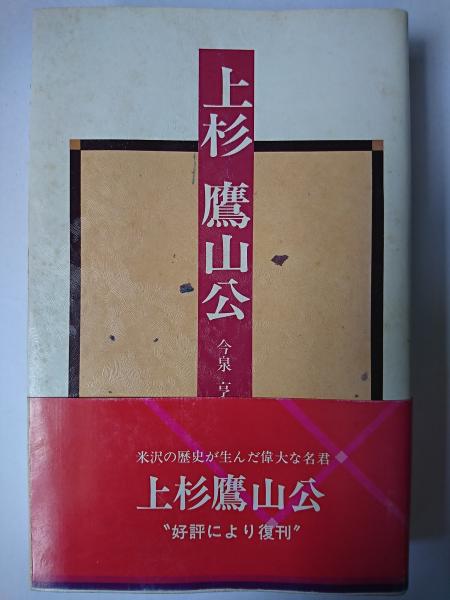 上杉 鷹山公
今泉 亨
米沢の歴史が生んだ偉大な名君
上杉鷹山公
〝好評により復刊〟